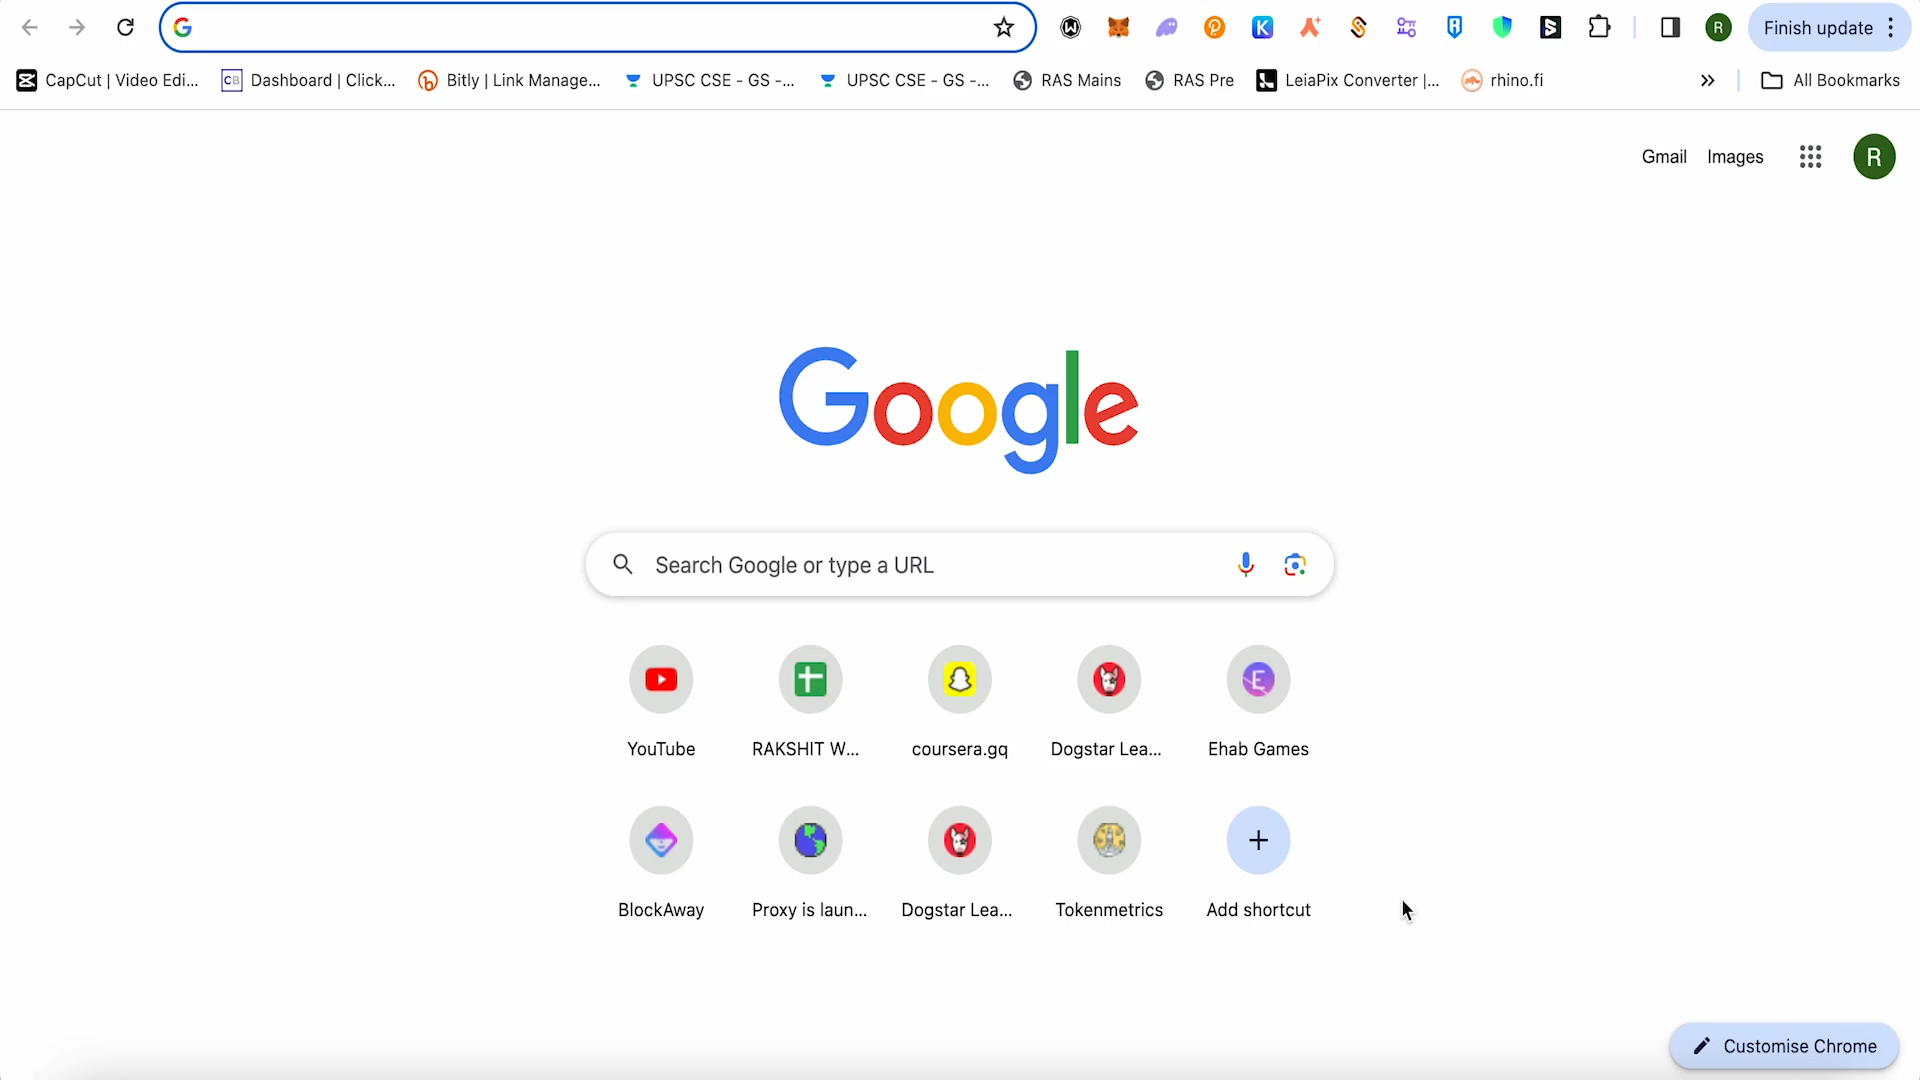 Finish update
CapCut | Video Edi...
CB Dashboard | Click...
Bitly | Link Manage...
UPSC CSE - GS -...
UPSC CSE - GS -...
RAS Mains
RAS Pre
LeiaPix Converter |...
rhino.fi
All Bookmarks
Gmail
Images
R
Google
Search Google or type a URL
YouTube
RAKSHIT W...
coursera.gq
Dogstar Lea...
Ehab Games
BlockAway
Proxy is laun...
Dogstar Lea...
Tokenmetrics
Add shortcut
Customise Chrome